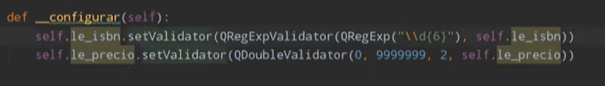 def __configurar(self):
self.le_isbn.setValidator(QRegExpValidator(QRegExp("\\d{6}"), self.le_isbn))
self.le_precio.setValidator(QDoubleValidator(0, 9999999, 2, self.le_precio))